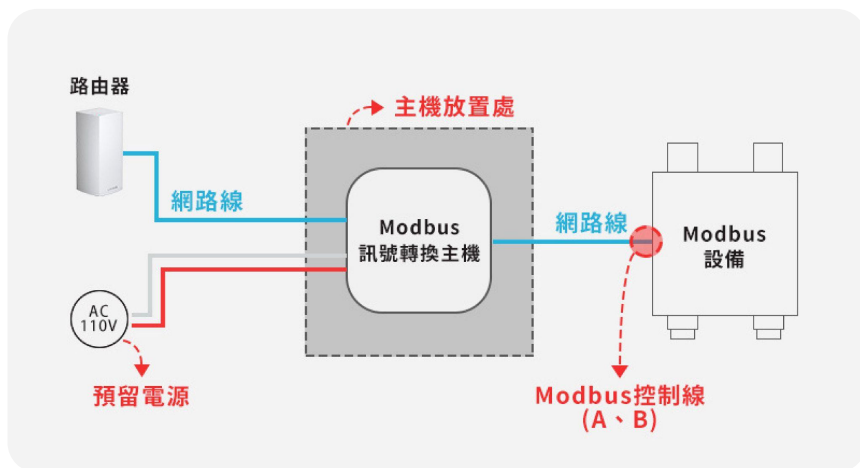 路由器
主機放置處
網路線
Modbus
訊號轉換主機
網路線
Modbus
設備
AC
110V
預留電源
Modbus控制線
(A、B)